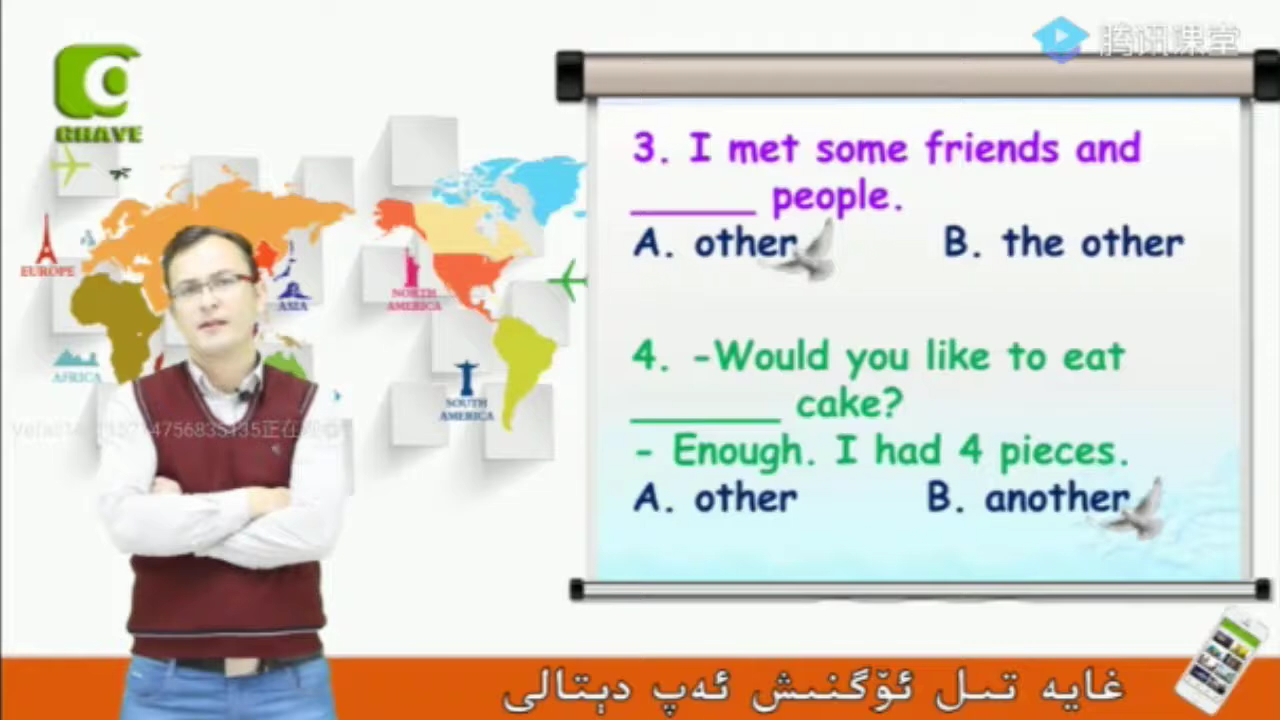 腾讯课堂
GHAYE
3. I met some friends and
______ people.
A. other B. the other
4. -Would you like to eat
_______ cake?
- Enough. I had 4 pieces.
A. other B. another
EUROPE
ASIA
AFRICA
NORTH
AMERICA
SOUTH
AMERICA
غايە تىل ئۆگىنىش ئەپ دېتالى